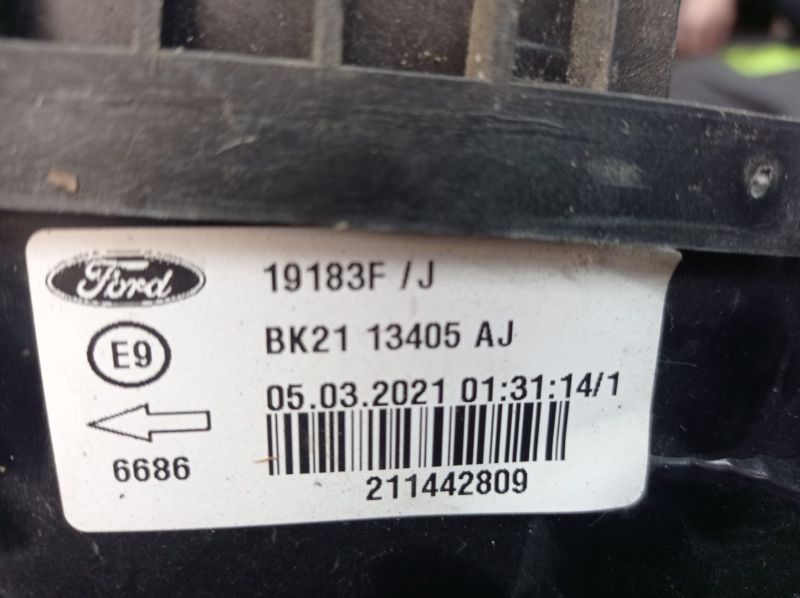 Ford
19183F /J
E9
BK21 13405 AJ
05.03.2021 01:31:14/1
6686
211442809